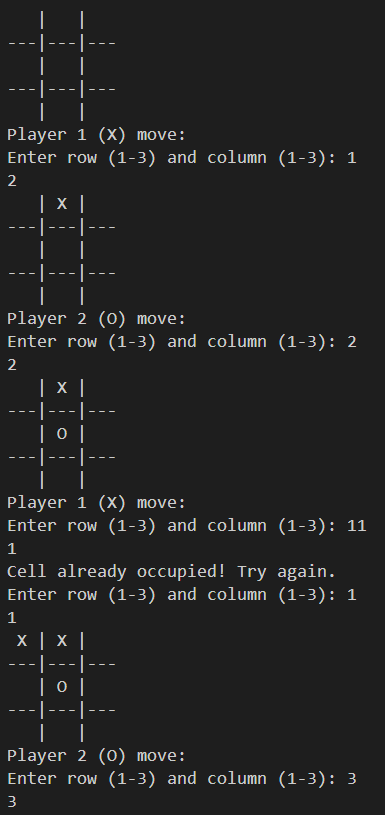 |   |
---|---|---
   |   |
---|---|---
   |   |
Player 1 (X) move:
Enter row (1-3) and column (1-3): 1
2
   | X |
---|---|---
   |   |
---|---|---
   |   |
Player 2 (O) move:
Enter row (1-3) and column (1-3): 2
2
   | X |
---|---|---
   | O |
---|---|---
   |   |
Player 1 (X) move:
Enter row (1-3) and column (1-3): 11
1
Cell already occupied! Try again.
Enter row (1-3) and column (1-3): 1
1
 X | X |
---|---|---
   | O |
---|---|---
   |   |
Player 2 (O) move:
Enter row (1-3) and column (1-3): 3
3